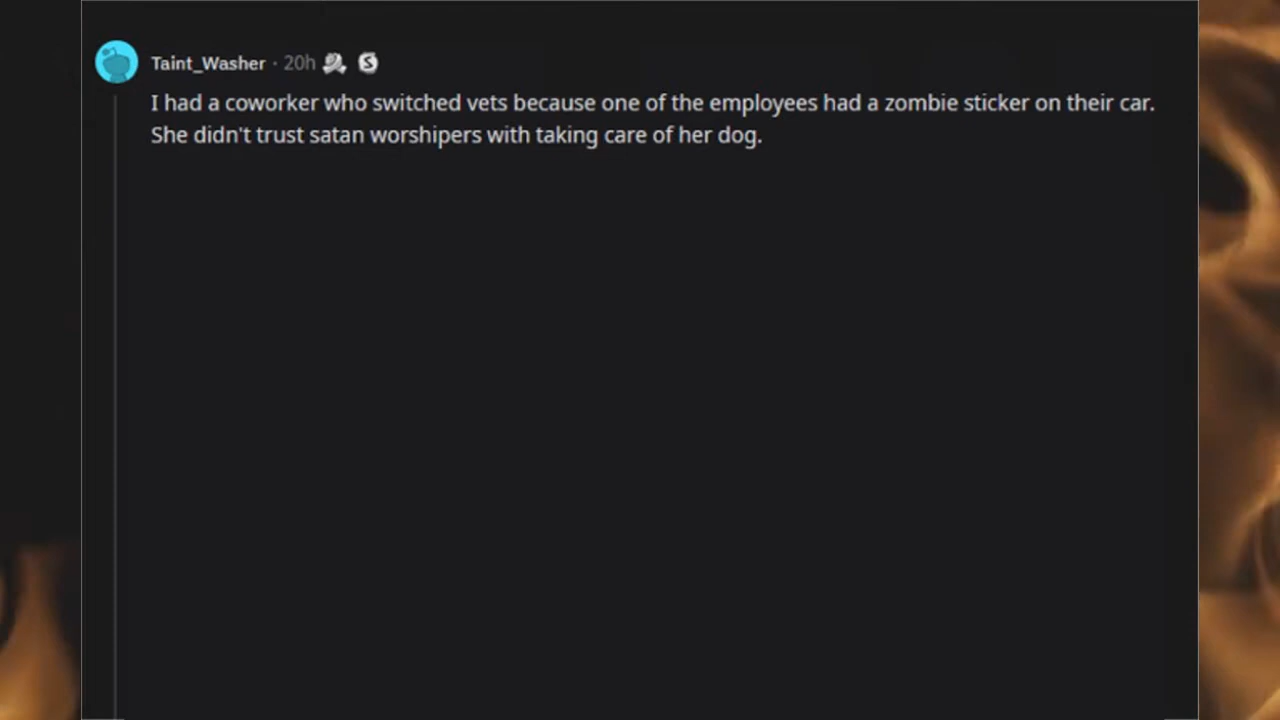 Taint_Washer · 20h
I had a coworker who switched vets because one of the employees had a zombie sticker on their car.
She didn't trust satan worshipers with taking care of her dog.